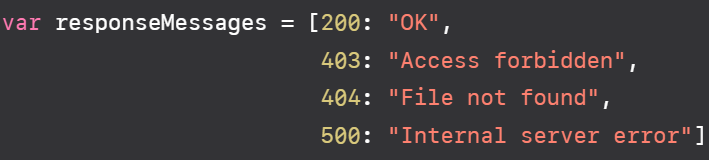 var responseMessages = [200: "OK",
403: "Access forbidden",
404: "File not found",
500: "Internal server error"]